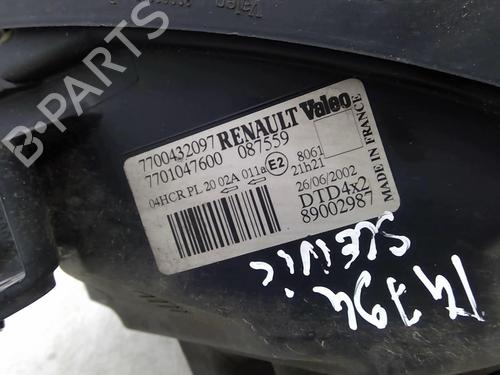 B-PARTS
Valeo
7700432097 RENAULT Valeo
7701047600 087559
04HCR PL 20 02A 011a E2 8061
21h21
26/06/2002
DTD4x2
89002987
MADE IN FRANCE
SCENIC